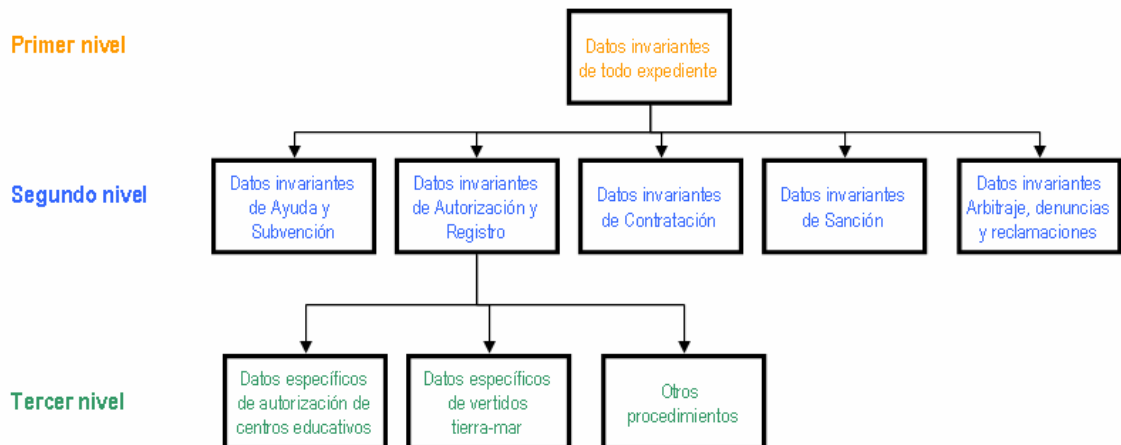 Primer nivel
Datos invariantes
de todo expediente
Segundo nivel
Datos invariantes
de Ayuda y
Subvención
Datos invariantes
de Autorización y
Registro
Datos invariantes
de Contratación
Datos invariantes
de Sanción
Datos invariantes
Arbitraje, denuncias
y reclamaciones
Tercer nivel
Datos específicos
de autorización de
centros educativos
Datos específicos
de vertidos
tierra-mar
Otros
procedimientos